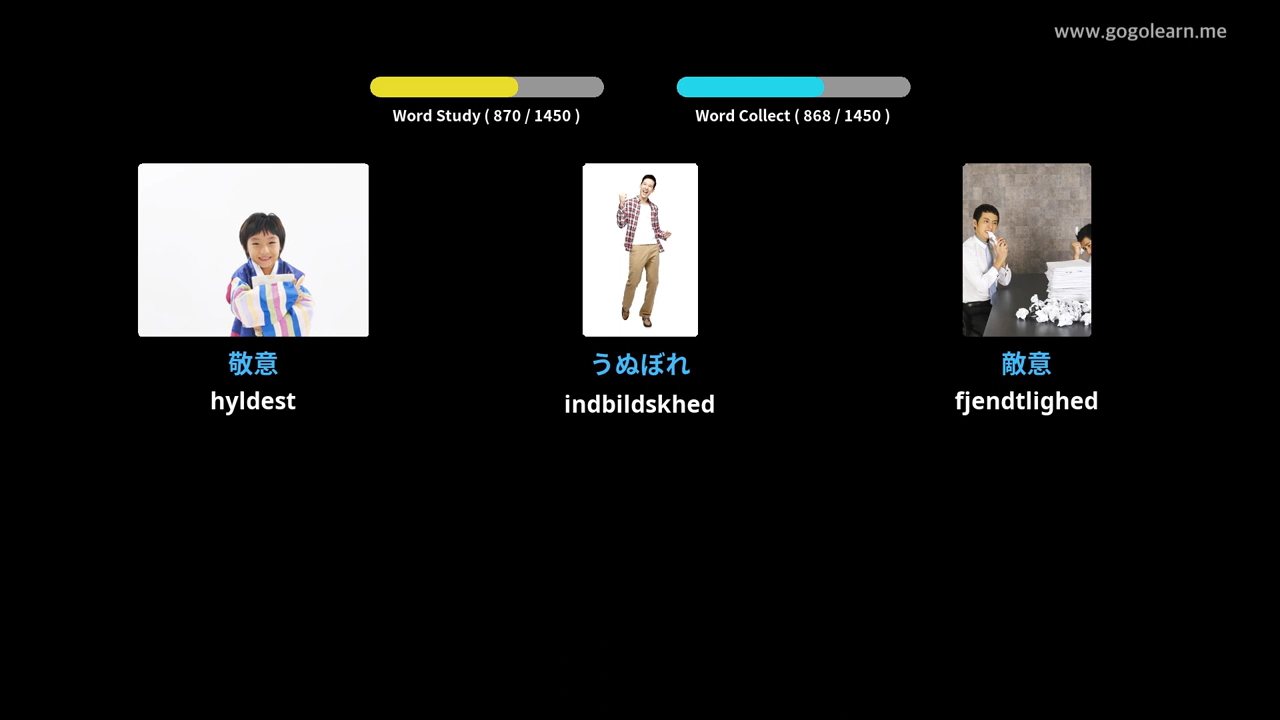 www.gogolearn.me
Word Study ( 870 / 1450 )
Word Collect ( 868 / 1450 )
敬意
hyldest
うぬぼれ
indbildskhed
敵意
fjendtlighed